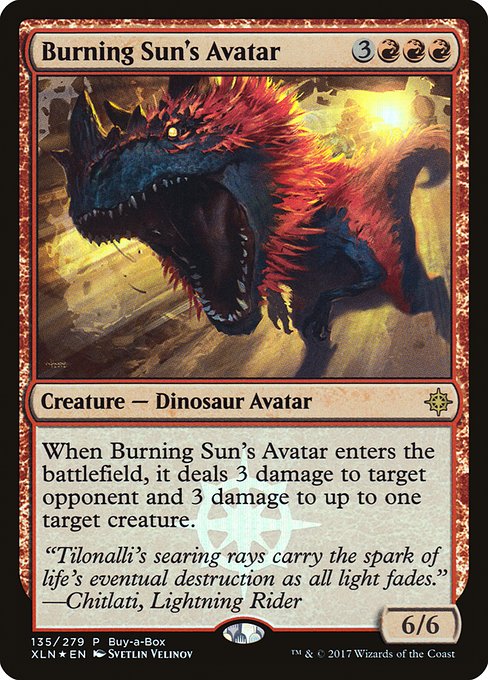 Burning Sun's Avatar 3
Creature — Dinosaur Avatar
When Burning Sun's Avatar enters the
battlefield, it deals 3 damage to target
opponent and 3 damage to up to one
target creature.
“Tilonalli's searing rays carry the spark of
life's eventual destruction as all light fades.”
—Chitlati, Lightning Rider
6/6
135/279 P Buy-a-Box
XLN★EN Svetlin Velinov
™ & © 2017 Wizards of the Coast